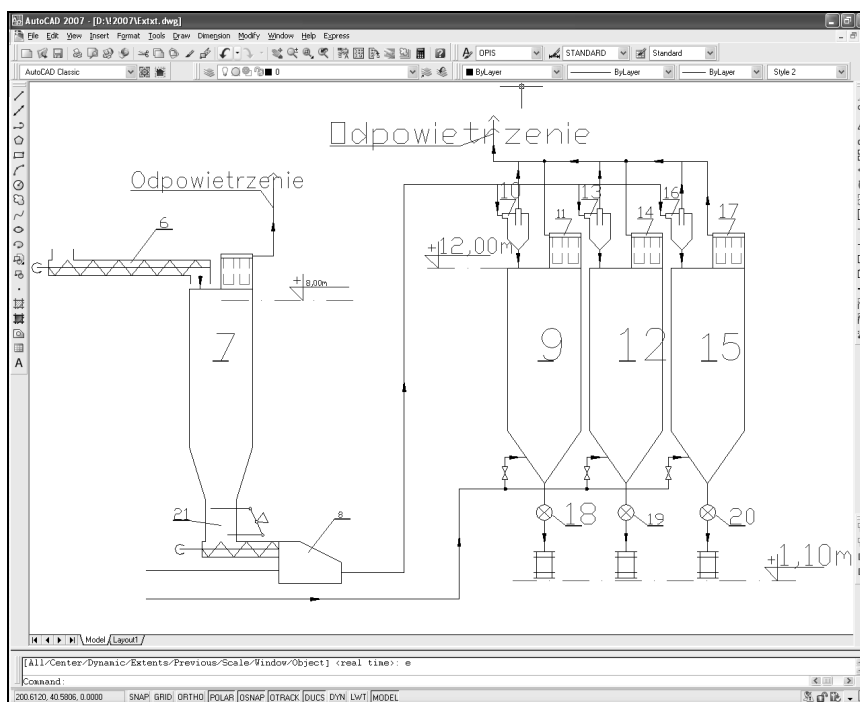 AutoCAD 2007 - [D:\!2007\Extxt.dwg]
File Edit View Insert Format Tools Draw Dimension Modify Window Help Express
OPIS STANDARD Standard
AutoCAD Classic 0 ByLayer ByLayer ByLayer Style 2
Odpowietrzenie
Odpowietrzenie
6
10
13
16
11
14
17
+12,00m
+8,00m
7
9
12
15
21
8
18
19
20
+1,10m
Model Layout1
[All/Center/Dynamic/Extents/Previous/Scale/Window/Object] <real time>: e
Command:
200.6120, 40.5806, 0.0000 SNAP GRID ORTHO POLAR OSNAP OTRACK DUCS DYN LWT MODEL